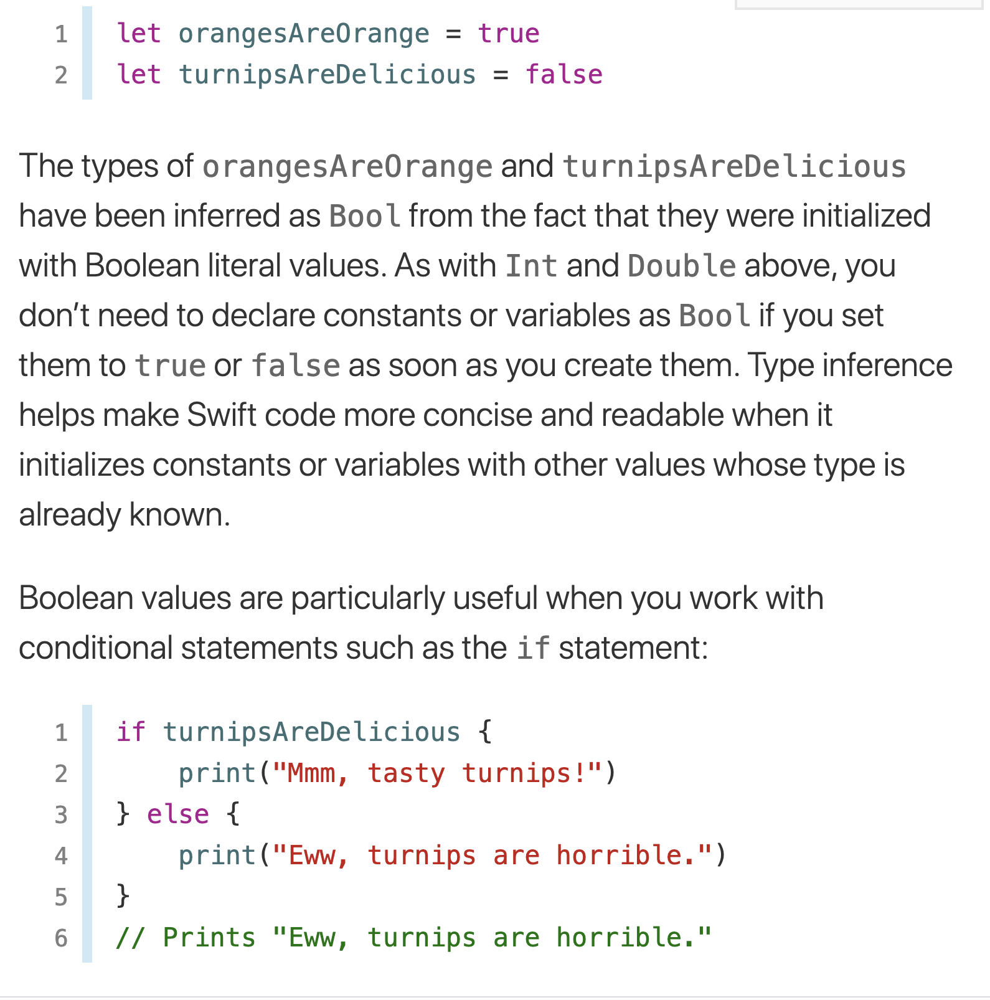 1 let orangesAreOrange = true
2 let turnipsAreDelicious = false
The types of orangesAreOrange and turnipsAreDelicious
have been inferred as Bool from the fact that they were initialized
with Boolean literal values. As with Int and Double above, you
don’t need to declare constants or variables as Bool if you set
them to true or false as soon as you create them. Type inference
helps make Swift code more concise and readable when it
initializes constants or variables with other values whose type is
already known.
Boolean values are particularly useful when you work with
conditional statements such as the if statement:
1 if turnipsAreDelicious {
2     print("Mmm, tasty turnips!")
3 } else {
4     print("Eww, turnips are horrible.")
5 }
6 // Prints "Eww, turnips are horrible."